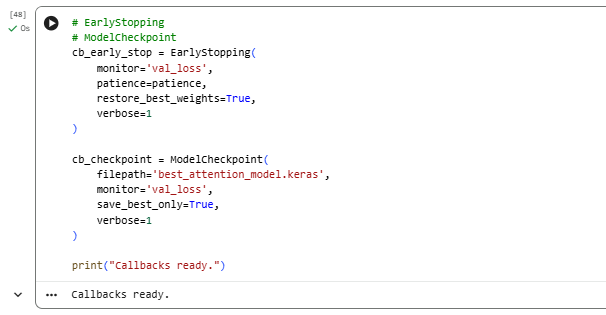 [48]
0s
# EarlyStopping
# ModelCheckpoint
cb_early_stop = EarlyStopping(
    monitor='val_loss',
    patience=patience,
    restore_best_weights=True,
    verbose=1
)

cb_checkpoint = ModelCheckpoint(
    filepath='best_attention_model.keras',
    monitor='val_loss',
    save_best_only=True,
    verbose=1
)

print("Callbacks ready.")
Callbacks ready.